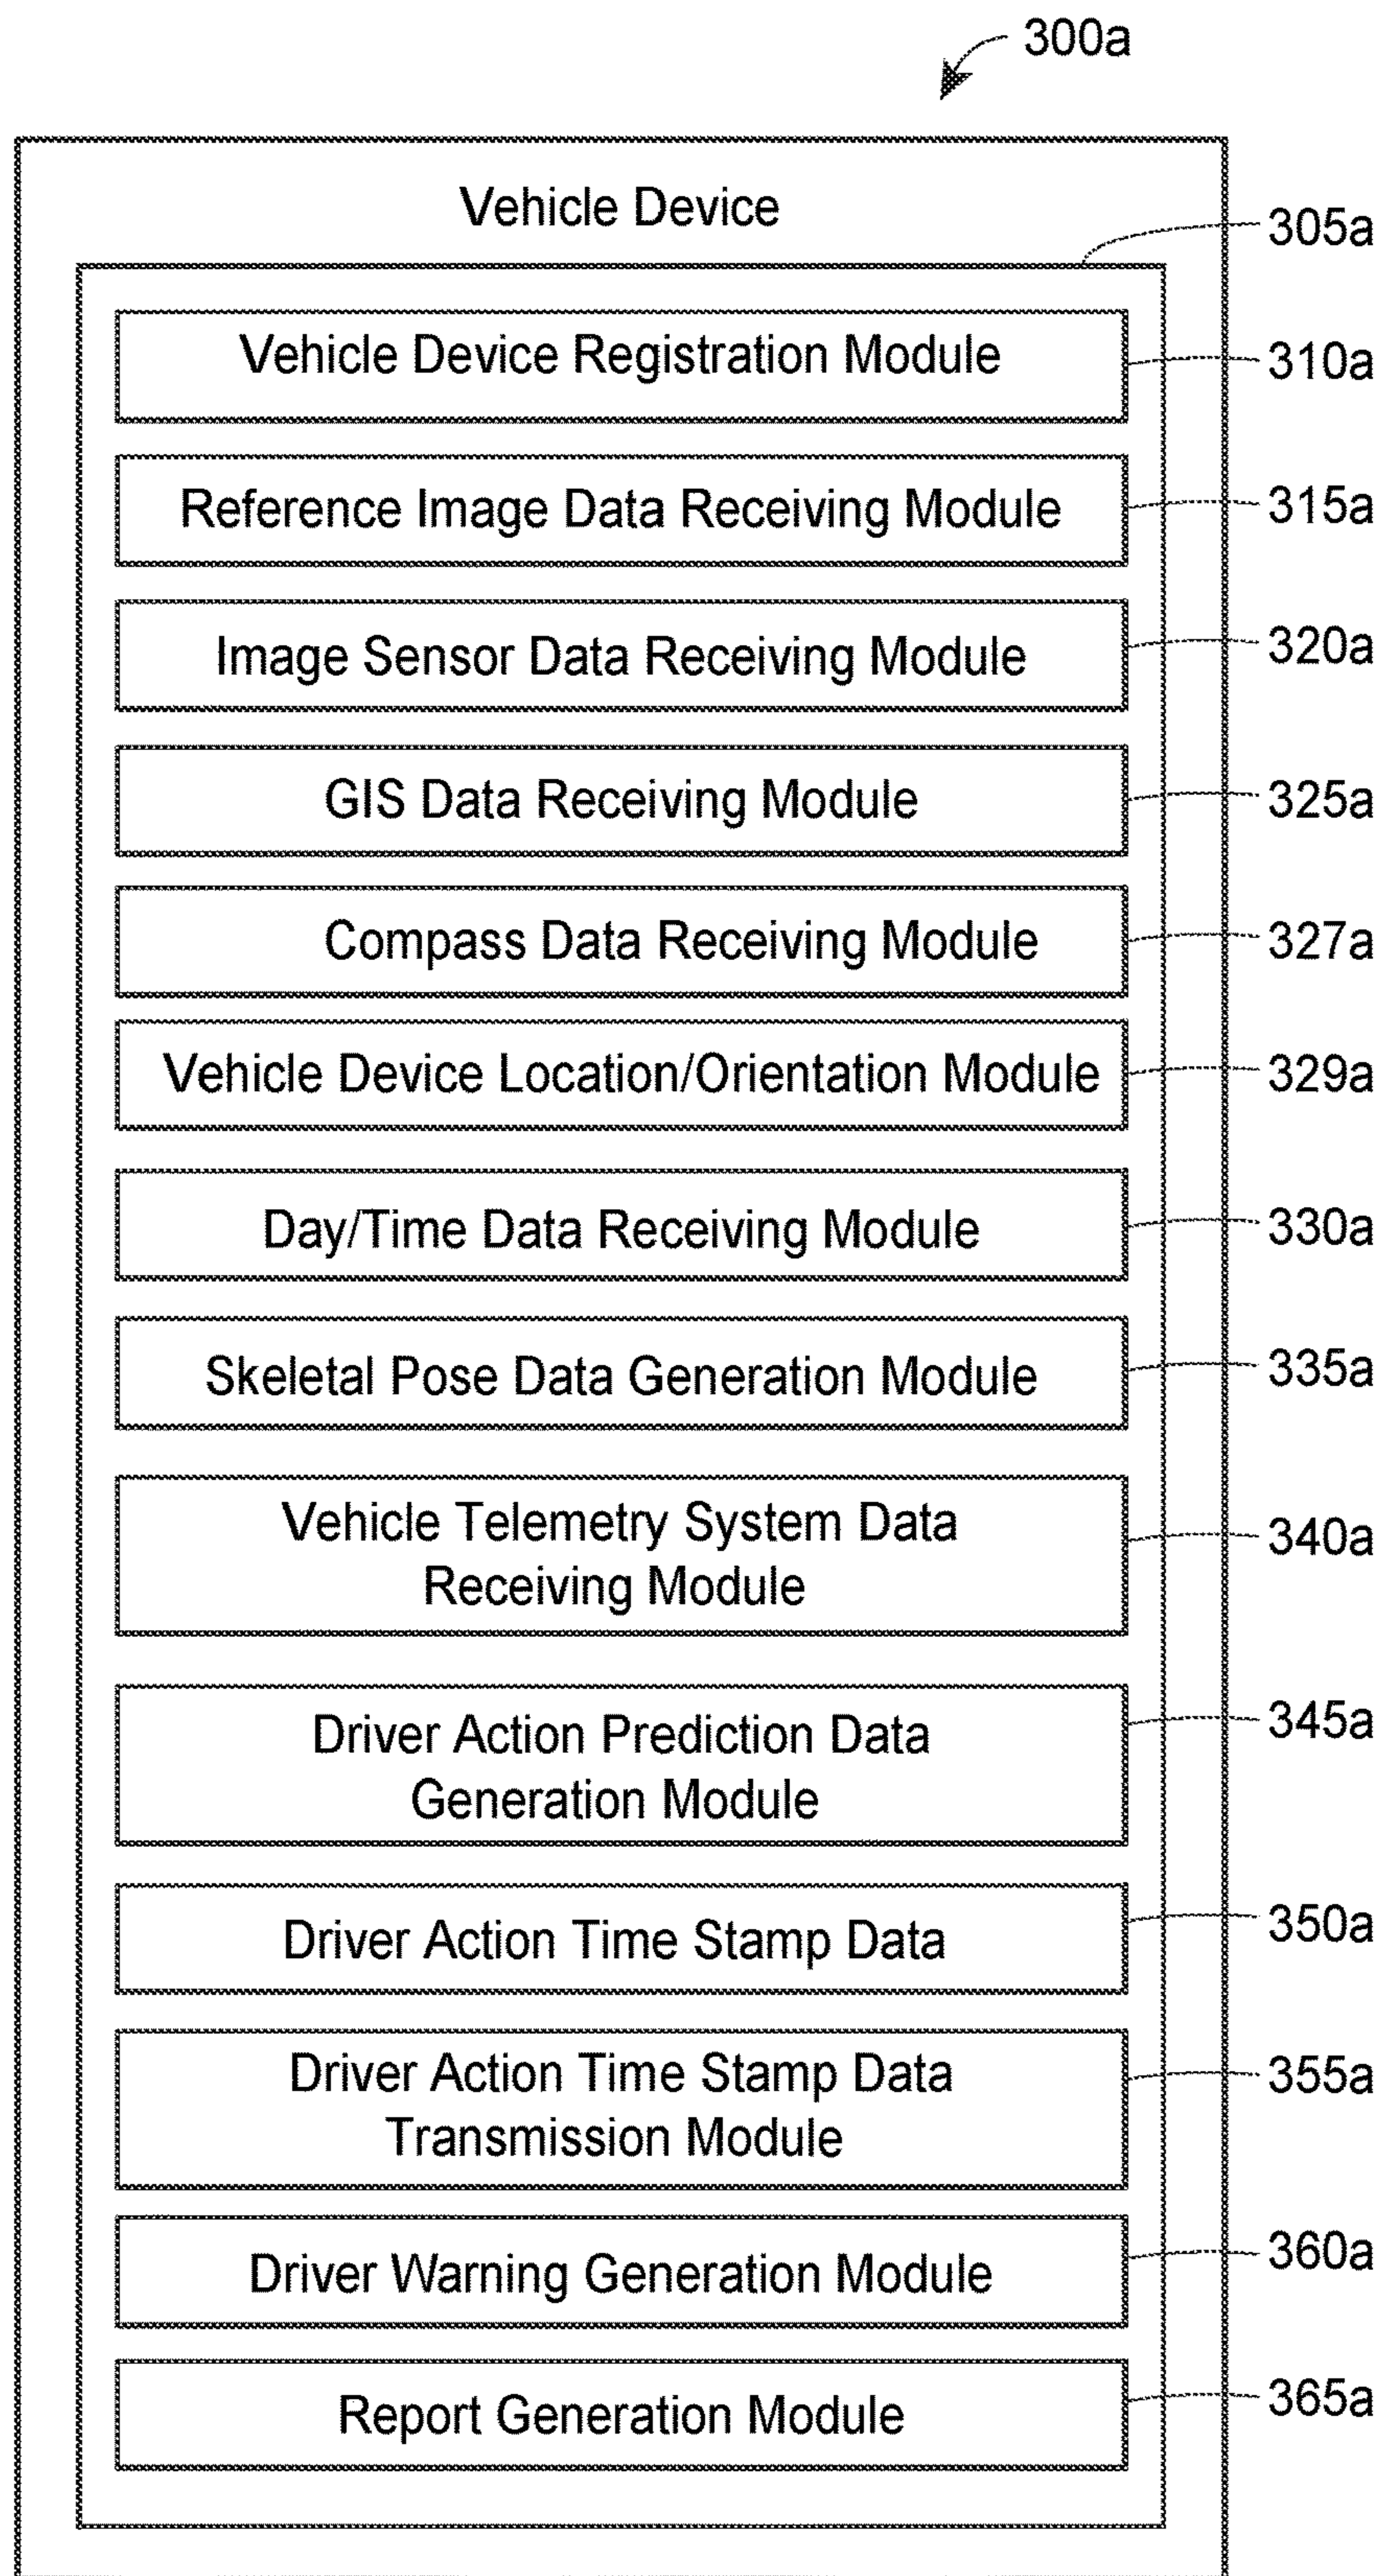 300a
Vehicle Device
305a
Vehicle Device Registration Module
310a
Reference Image Data Receiving Module
315a
Image Sensor Data Receiving Module
320a
GIS Data Receiving Module
325a
Compass Data Receiving Module
327a
Vehicle Device Location/Orientation Module
329a
Day/Time Data Receiving Module
330a
Skeletal Pose Data Generation Module
335a
Vehicle Telemetry System Data
Receiving Module
340a
Driver Action Prediction Data
Generation Module
345a
Driver Action Time Stamp Data
350a
Driver Action Time Stamp Data
Transmission Module
355a
Driver Warning Generation Module
360a
Report Generation Module
365a